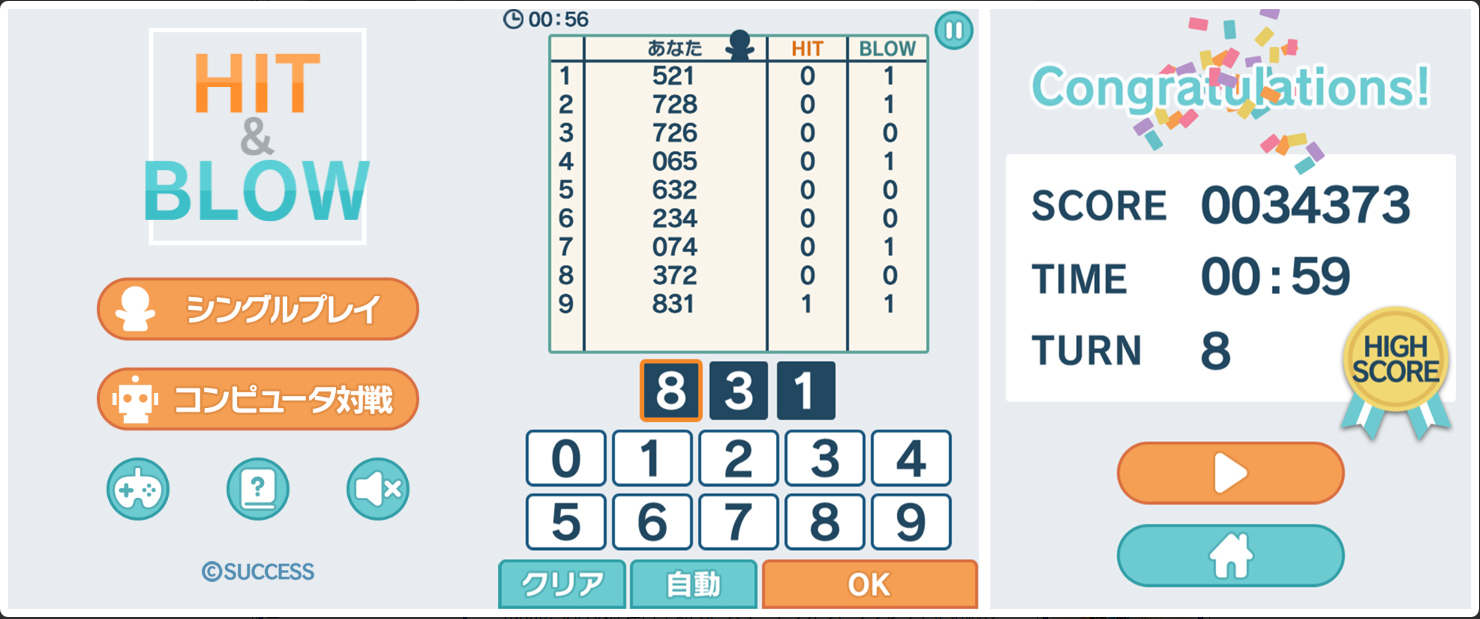 HIT
&
BLOW
シングルプレイ
コンピュータ対戦
?
©SUCCESS
00:56
あなた HIT BLOW
1 521 0 1
2 728 0 1
3 726 0 0
4 065 0 1
5 632 0 0
6 234 0 0
7 074 0 1
8 372 0 0
9 831 1 1
8 3 1
0 1 2 3 4
5 6 7 8 9
クリア 自動 OK
Congratulations!
SCORE 0034373
TIME 00:59
TURN 8
HIGH
SCORE